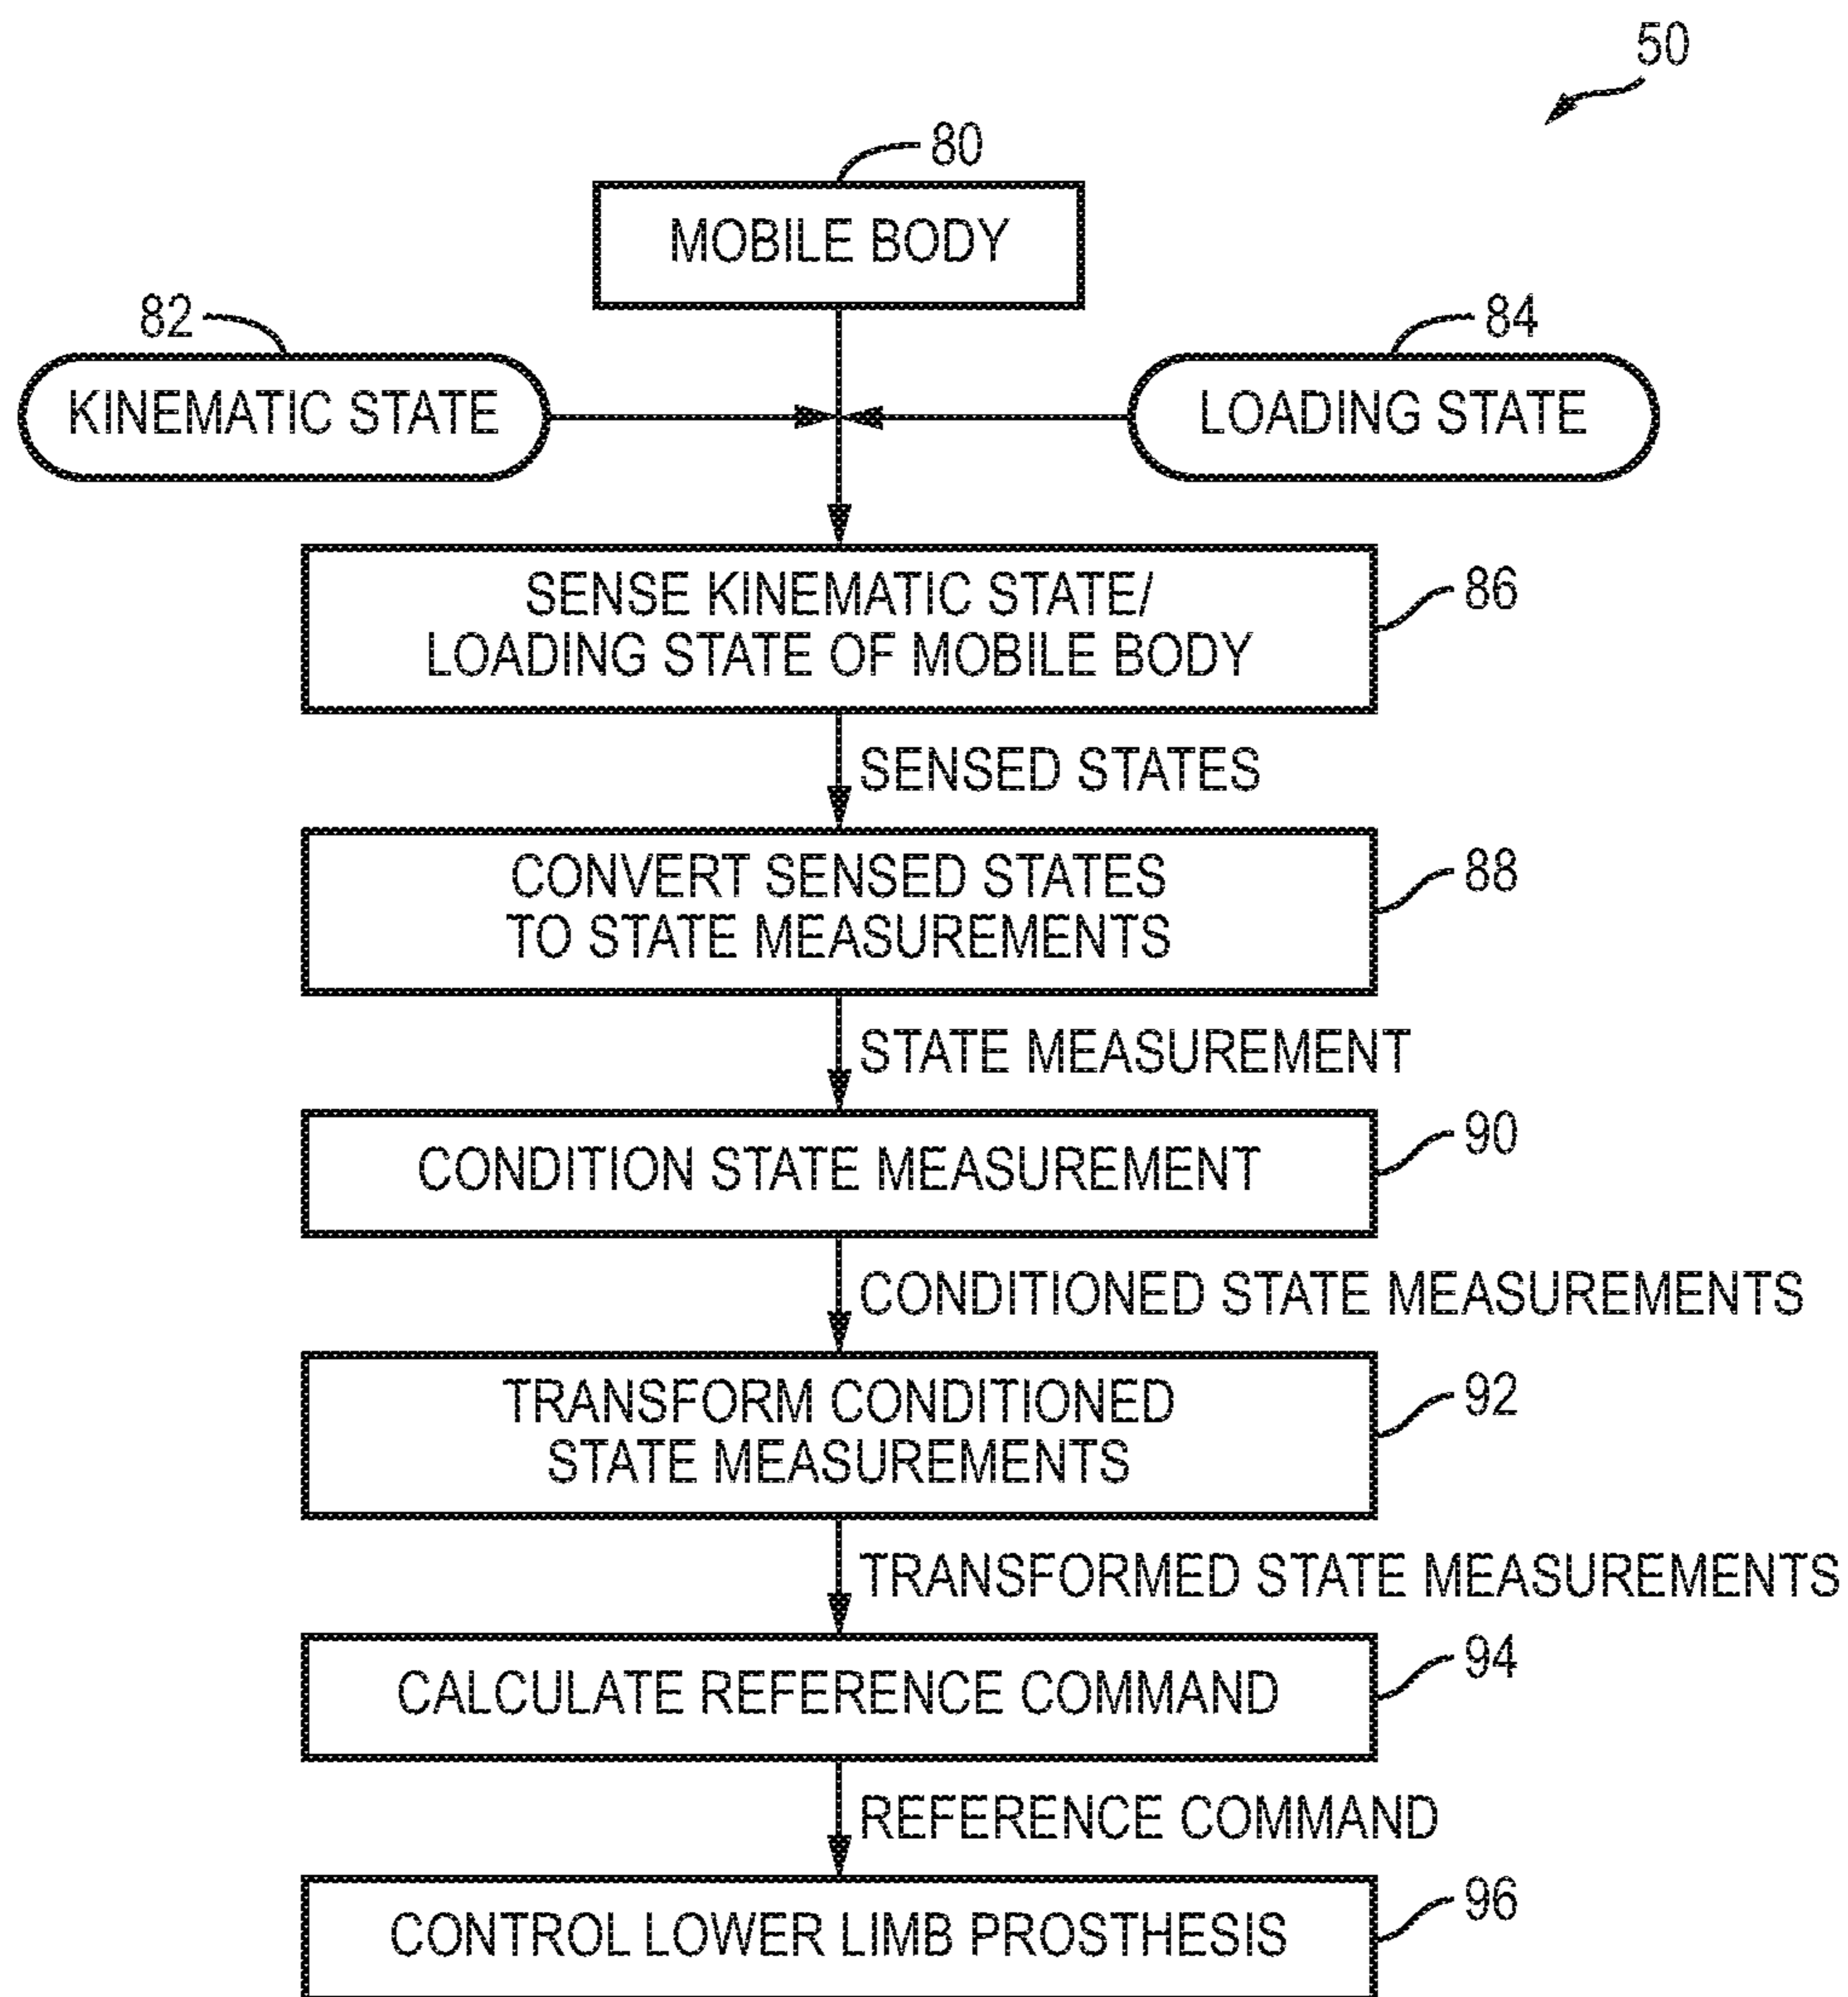 50
80
MOBILE BODY
82
84
KINEMATIC STATE
LOADING STATE
SENSE KINEMATIC STATE/
LOADING STATE OF MOBILE BODY
86
SENSED STATES
CONVERT SENSED STATES
TO STATE MEASUREMENTS
88
STATE MEASUREMENT
CONDITION STATE MEASUREMENT
90
CONDITIONED STATE MEASUREMENTS
TRANSFORM CONDITIONED
STATE MEASUREMENTS
92
TRANSFORMED STATE MEASUREMENTS
CALCULATE REFERENCE COMMAND
94
REFERENCE COMMAND
CONTROL LOWER LIMB PROSTHESIS
96